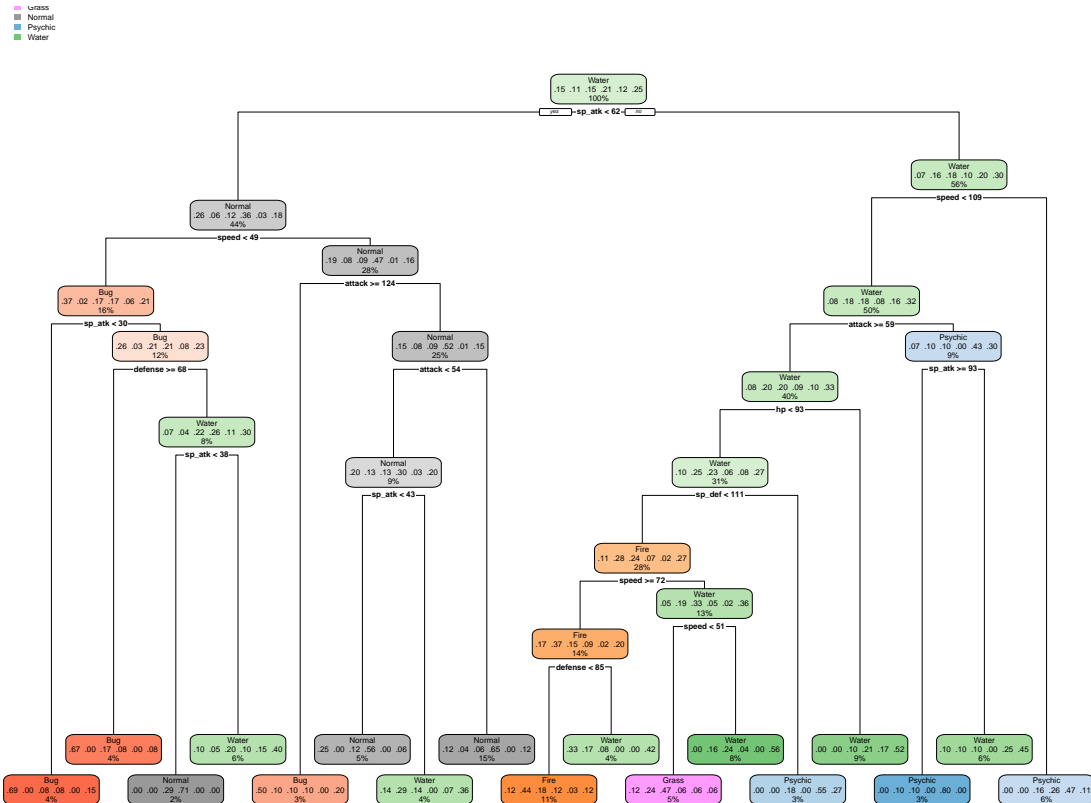 Grass
Normal
Psychic
Water
Water
.15 .11 .15 .21 .12 .25
100%
yes sp_atk < 62 no
Water
.07 .16 .18 .10 .20 .30
56%
speed < 109
Normal
.26 .06 .12 .36 .03 .18
44%
speed < 49
Normal
.19 .08 .09 .47 .01 .16
28%
attack >= 124
Bug
.37 .02 .17 .17 .06 .21
16%
sp_atk < 30
Water
.08 .18 .18 .08 .16 .32
50%
attack >= 59
Bug
.26 .03 .21 .21 .08 .23
12%
defense >= 68
Normal
.15 .08 .09 .52 .01 .15
25%
attack < 54
Psychic
.07 .10 .10 .00 .43 .30
9%
sp_atk >= 93
Water
.08 .20 .20 .09 .10 .33
40%
hp < 93
Water
.07 .04 .22 .26 .11 .30
8%
sp_atk < 38
Normal
.20 .13 .13 .30 .03 .20
9%
sp_atk < 43
Water
.10 .25 .23 .06 .08 .27
31%
sp_def < 111
Fire
.11 .28 .24 .07 .02 .27
28%
speed >= 72
Water
.05 .19 .33 .05 .02 .36
13%
speed < 51
Fire
.17 .37 .15 .09 .02 .20
14%
defense < 85
Bug
.67 .00 .17 .08 .00 .08
4%
Water
.10 .05 .20 .10 .15 .40
6%
Normal
.25 .00 .12 .56 .00 .06
5%
Normal
.12 .04 .06 .65 .00 .12
15%
Water
.33 .17 .08 .00 .00 .42
4%
Water
.00 .16 .24 .04 .00 .56
8%
Water
.00 .00 .10 .21 .17 .52
9%
Water
.10 .10 .10 .00 .25 .45
6%
Bug
.69 .00 .08 .08 .00 .15
4%
Normal
.00 .00 .29 .71 .00 .00
2%
Bug
.50 .10 .10 .10 .00 .20
3%
Water
.14 .29 .14 .00 .07 .36
4%
Fire
.12 .44 .18 .12 .03 .12
11%
Grass
.12 .24 .47 .06 .06 .06
5%
Psychic
.00 .00 .18 .00 .55 .27
3%
Psychic
.00 .10 .10 .00 .80 .00
3%
Psychic
.00 .00 .16 .26 .47
6%